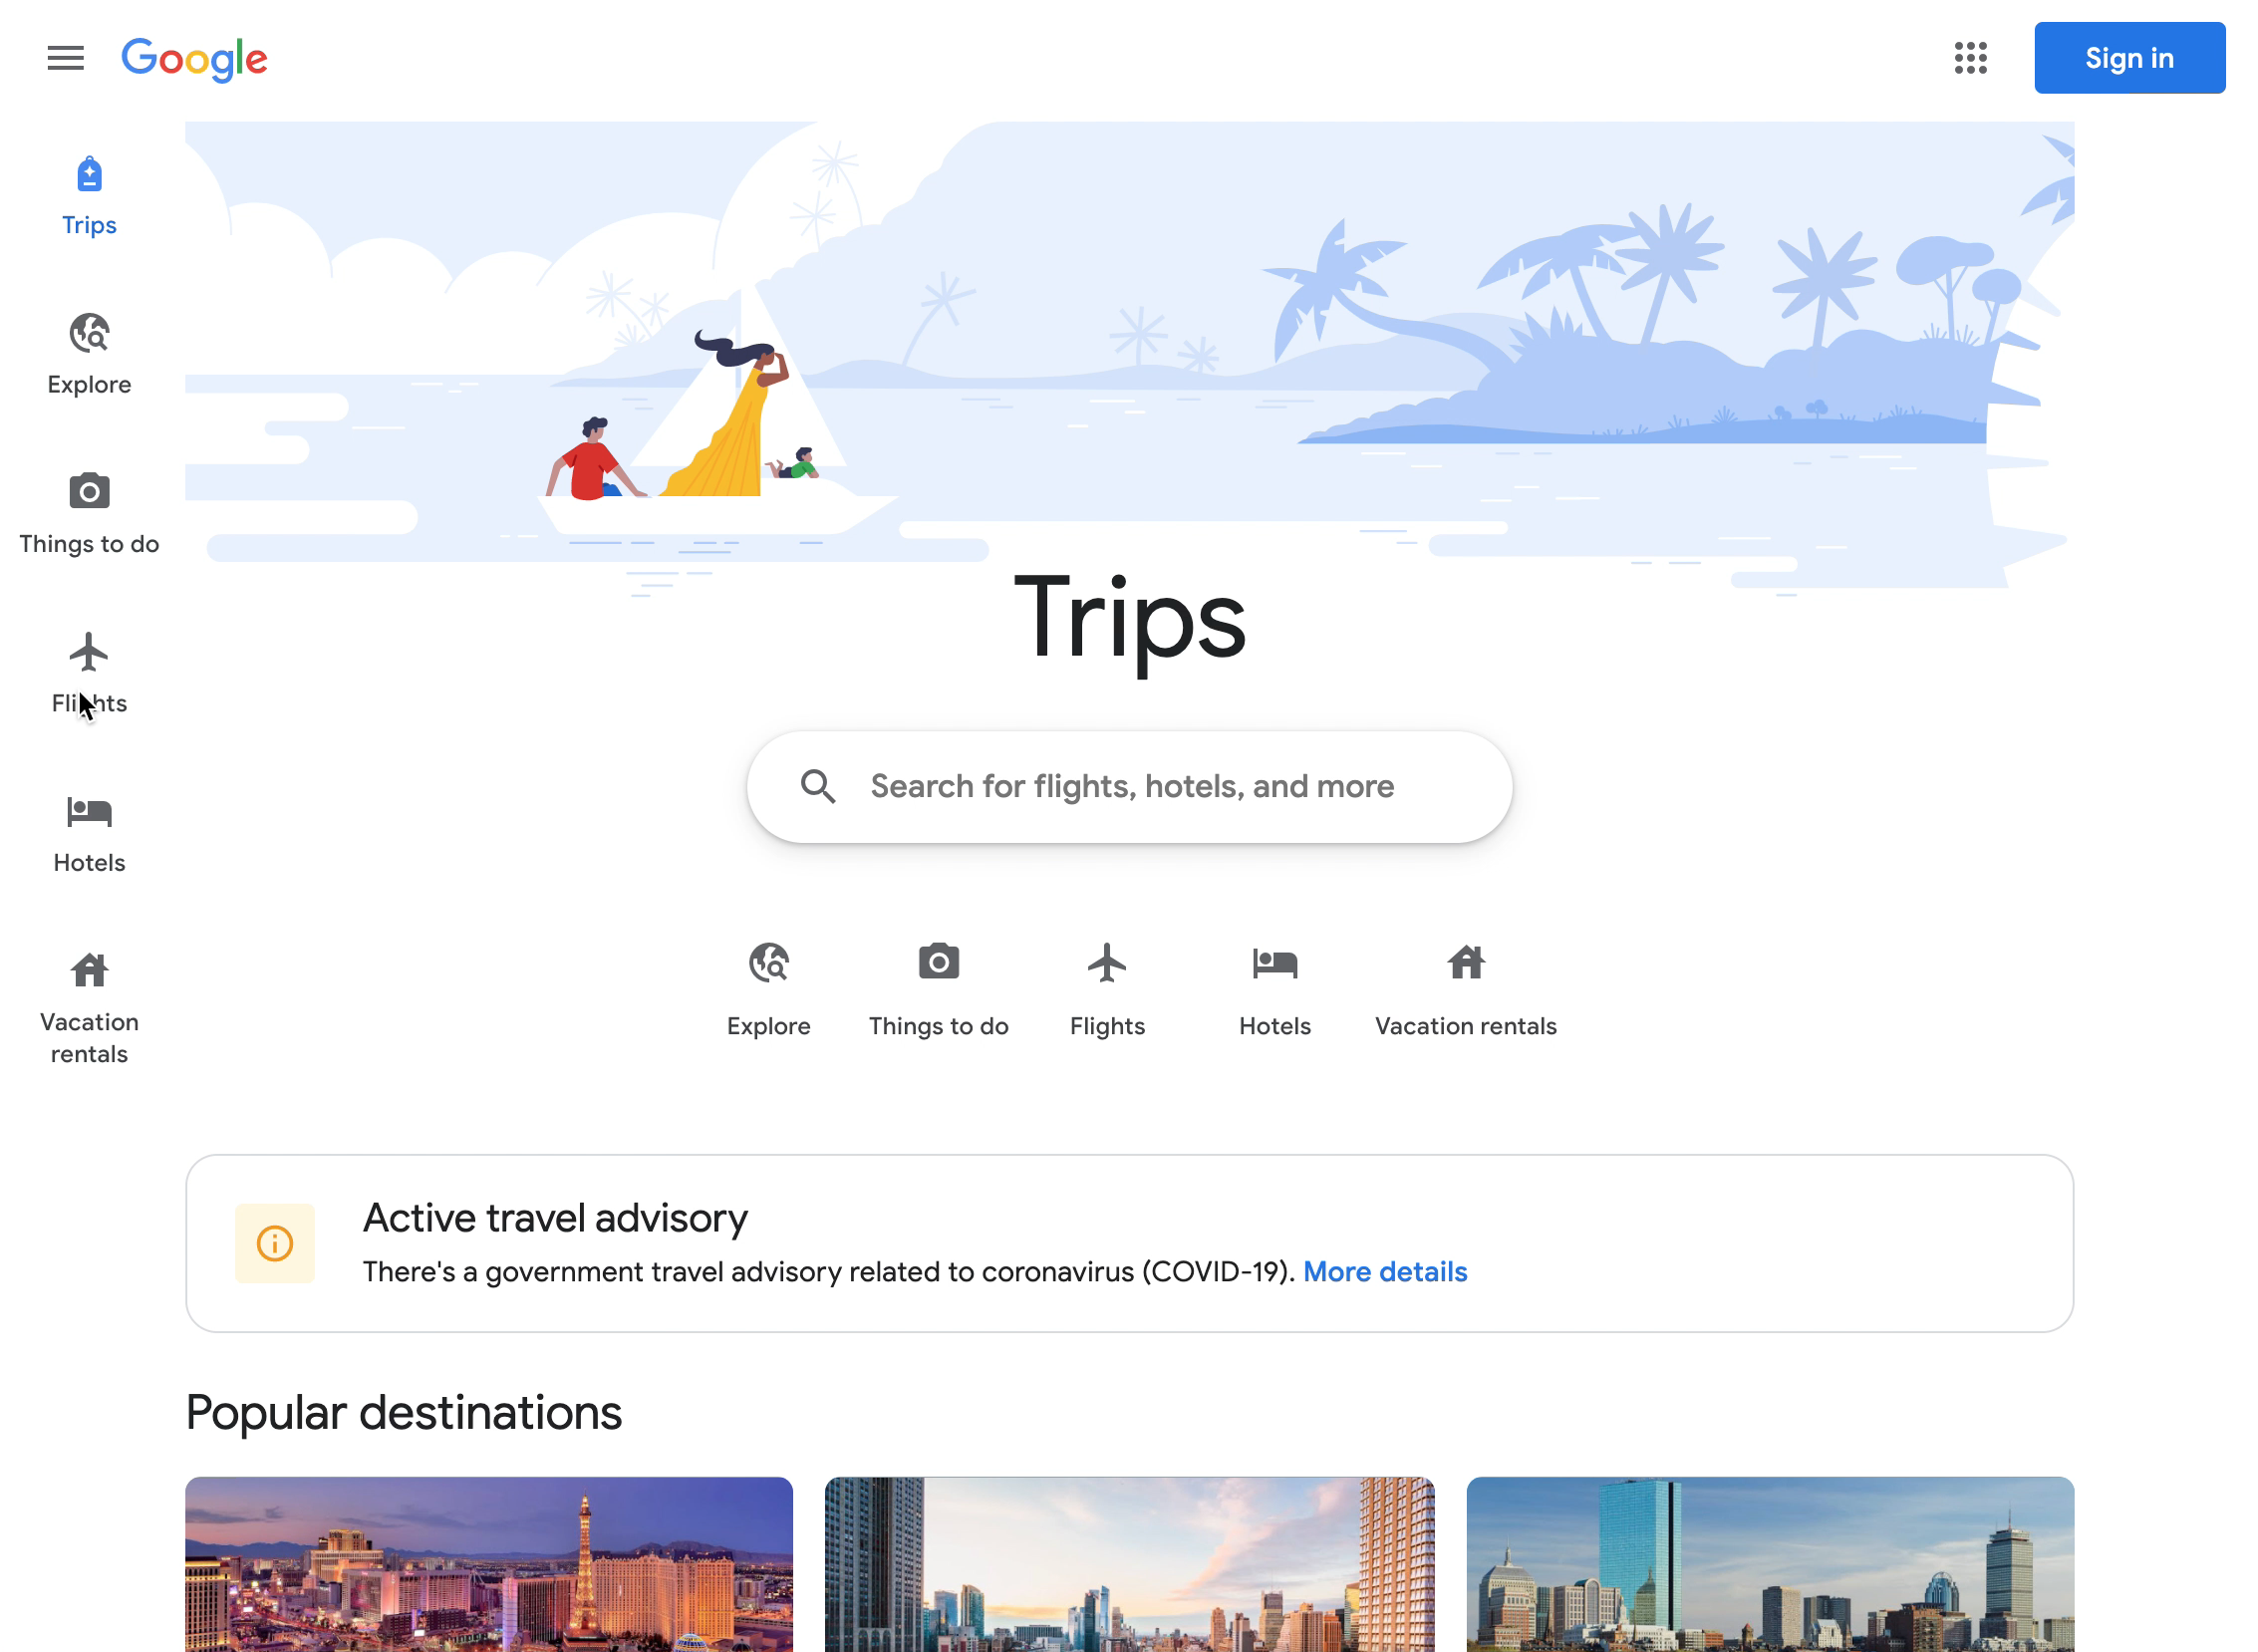 Google
Sign in
Trips
Explore
Things to do
Flights
Hotels
Vacation
rentals
Trips
Search for flights, hotels, and more
Explore
Things to do
Flights
Hotels
Vacation rentals
Active travel advisory
There's a government travel advisory related to coronavirus (COVID-19). More details
Popular destinations